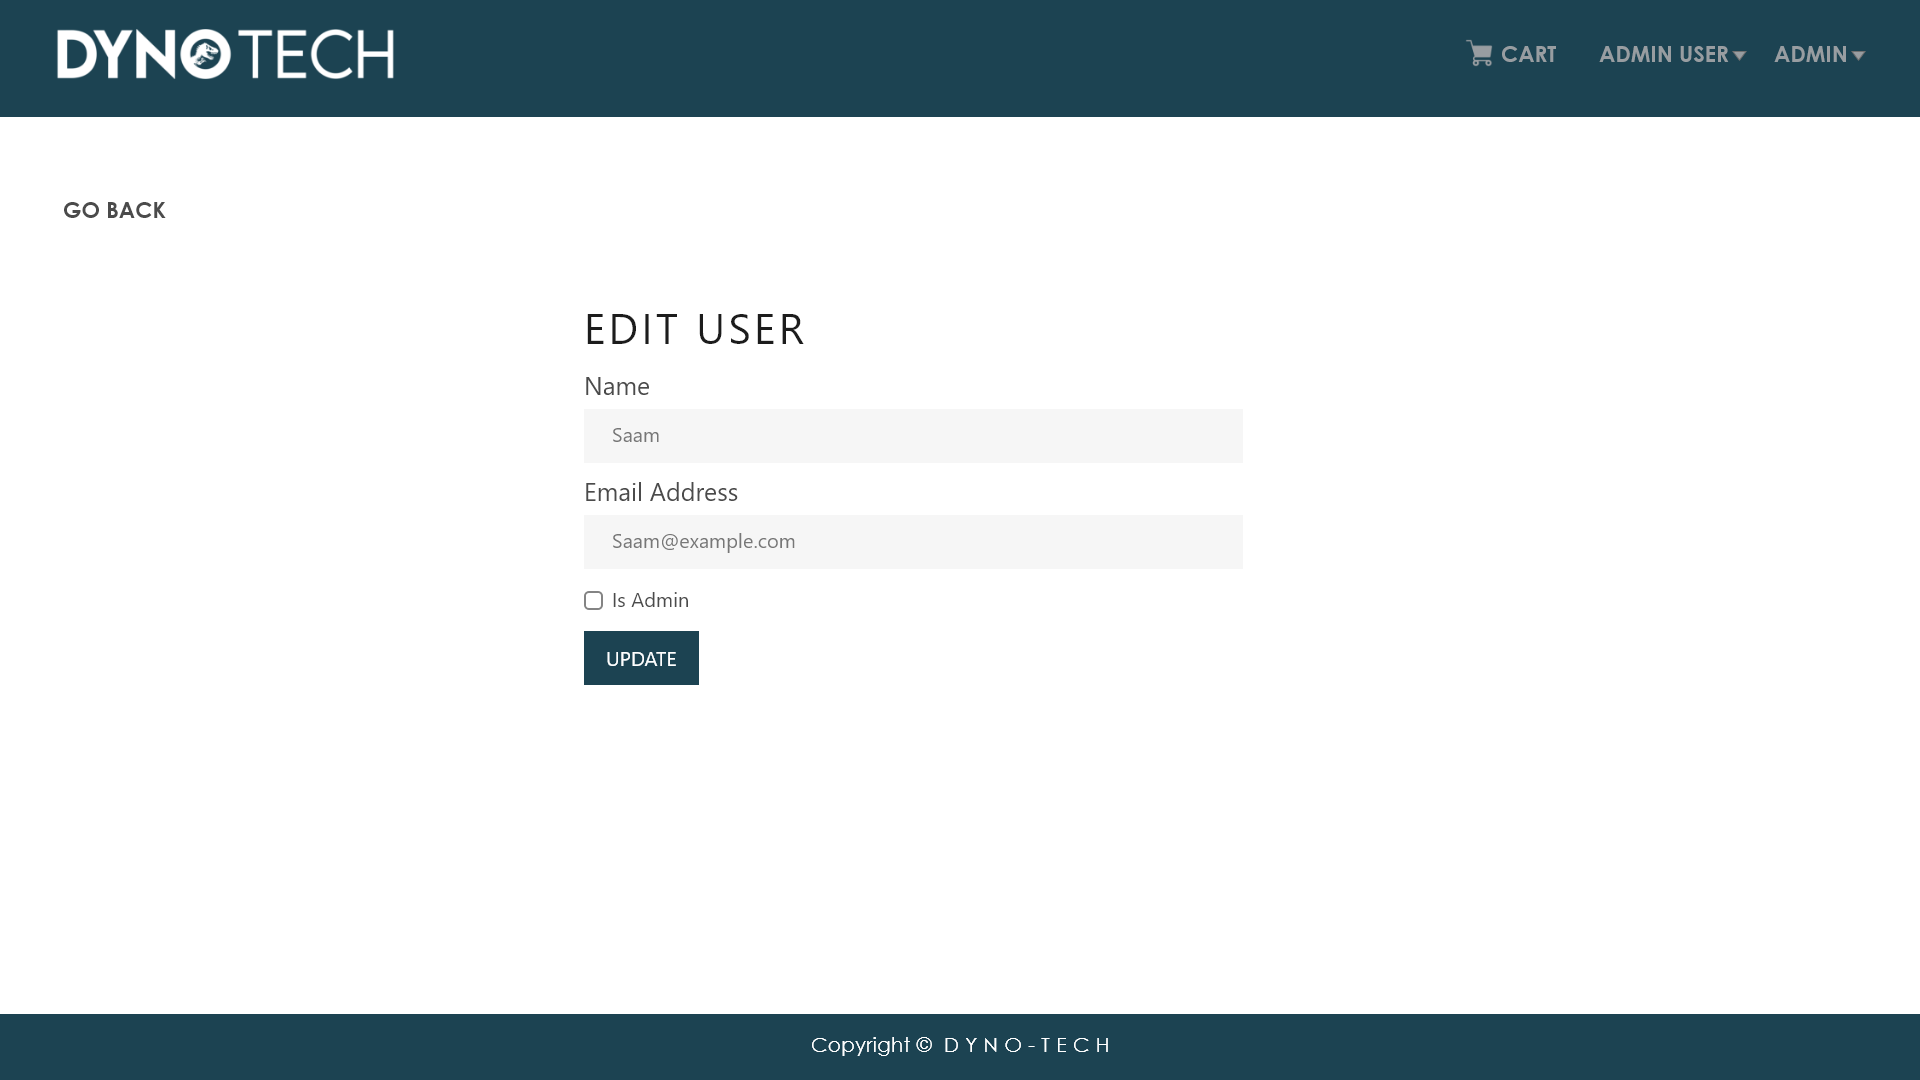 DYNOTECH
CART ADMIN USER ADMIN
GO BACK
EDIT USER
Name
Saam
Email Address
Saam@example.com
Is Admin
UPDATE
Copyright © DYNO-TECH